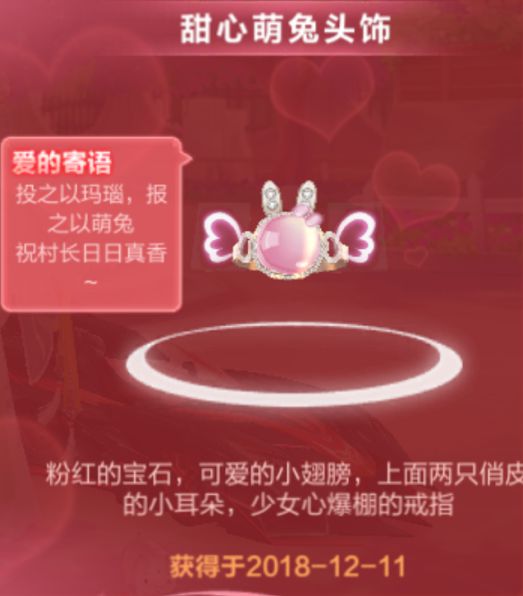 甜心萌兔头饰
爱的寄语
投之以玛瑙，报
之以萌兔
祝村长日日真香
~
粉红的宝石，可爱的小翅膀，上面两只俏皮
的小耳朵，少女心爆棚的戒指
获得于2018-12-11